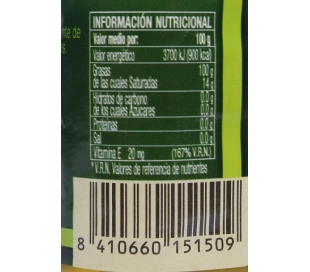 INFORMACIÓN NUTRICIONAL
Valor medio por: 100 g
Valor energético 3700 kJ (900 kcal)
Grasas 100 g
de las cuales Saturadas 14 g
Hidratos de carbono 0,0 g
de los cuales Azúcares 0,0 g
Proteínas 0,0 g
Sal 0,0 g
Vitamina E 20 mg (167% V.R.N.)
*V.R.N. Valores de referencia de nutrientes
8 410660 151509